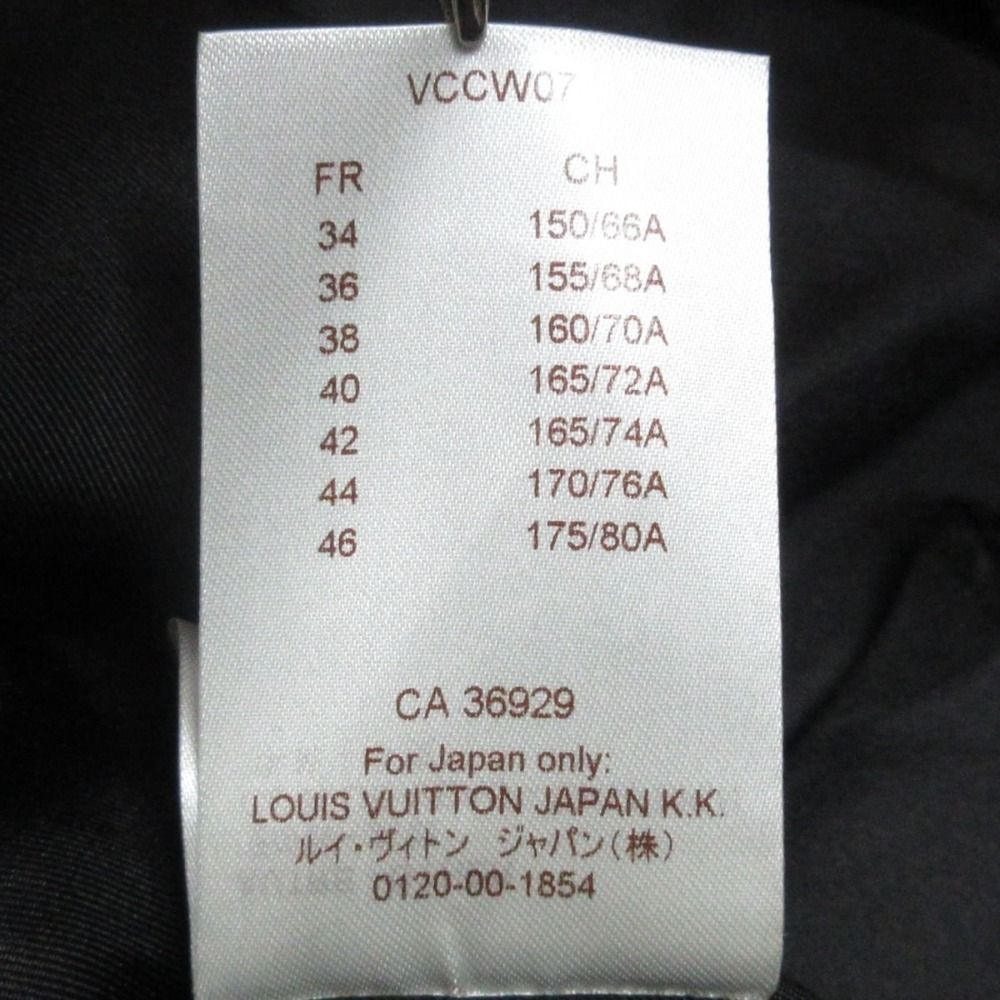 VCCW07
FR CH
34 150/66A
36 155/68A
38 160/70A
40 165/72A
42 165/74A
44 170/76A
46 175/80A
CA 36929
For Japan only:
LOUIS VUITTON JAPAN K.K.
ルイ・ヴィトン ジャパン(株)
0120-00-1854